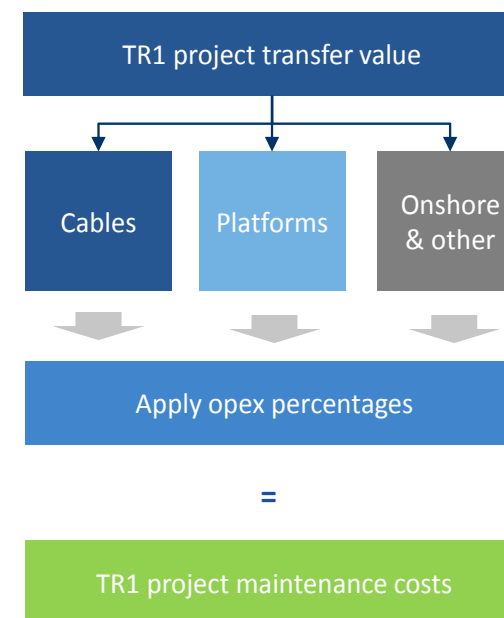 TR1 project transfer value
Cables
Platforms
Onshore
& other
Apply opex percentages
=
TR1 project maintenance costs